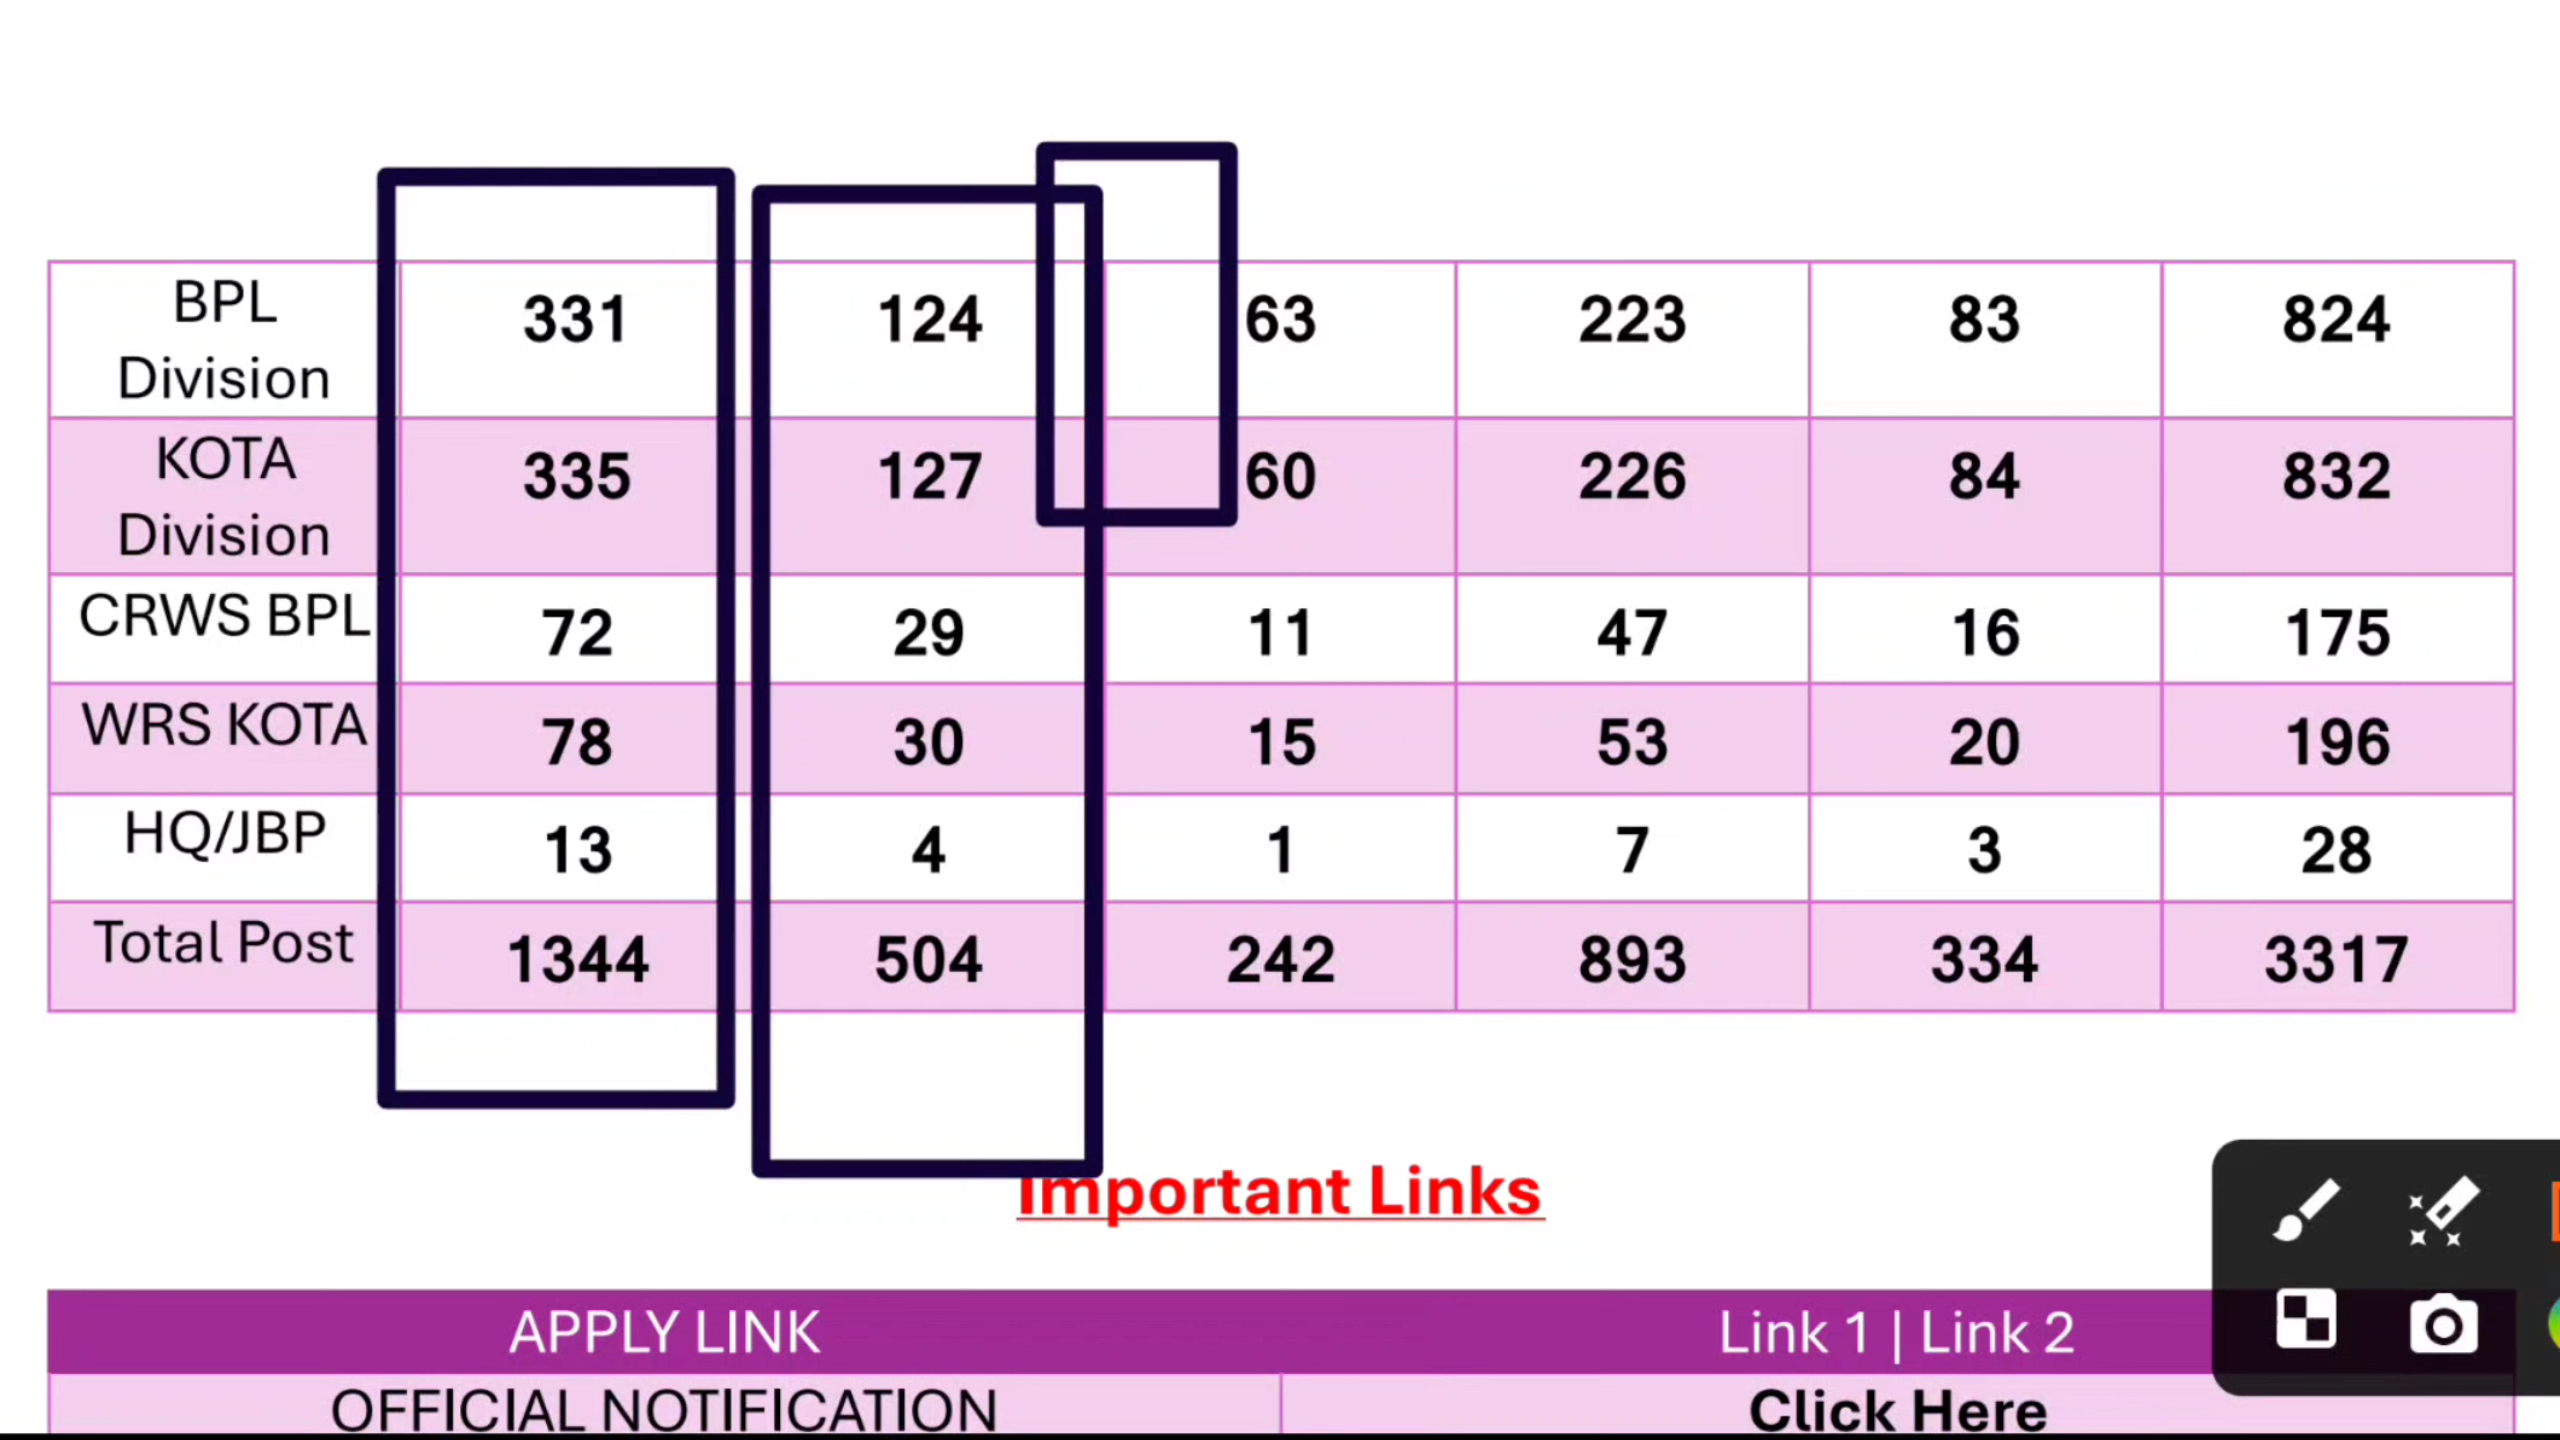 BPL Division 331 124 63 223 83 824
KOTA Division 335 127 60 226 84 832
CRWS BPL 72 29 11 47 16 175
WRS KOTA 78 30 15 53 20 196
HQ/JBP 13 4 1 7 3 28
Total Post 1344 504 242 893 334 3317
Important Links
APPLY LINK Link 1 | Link 2
OFFICIAL NOTIFICATION Click Here